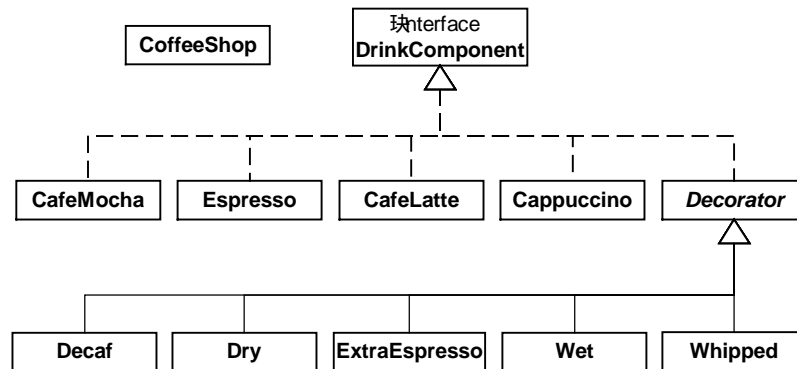 CoffeeShop
玦nterface
DrinkComponent
CafeMocha
Espresso
CafeLatte
Cappuccino
Decorator
Decaf
Dry
ExtraEspresso
Wet
Whipped